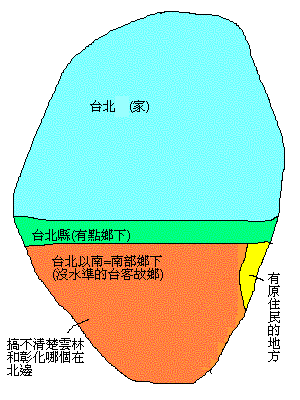 台北 (家)
台北縣(有點鄉下)
台北以南=南部鄉下
(沒水準的台客故鄉)
有原住民的地方
搞不清楚雲林
和彰化哪個在
北邊